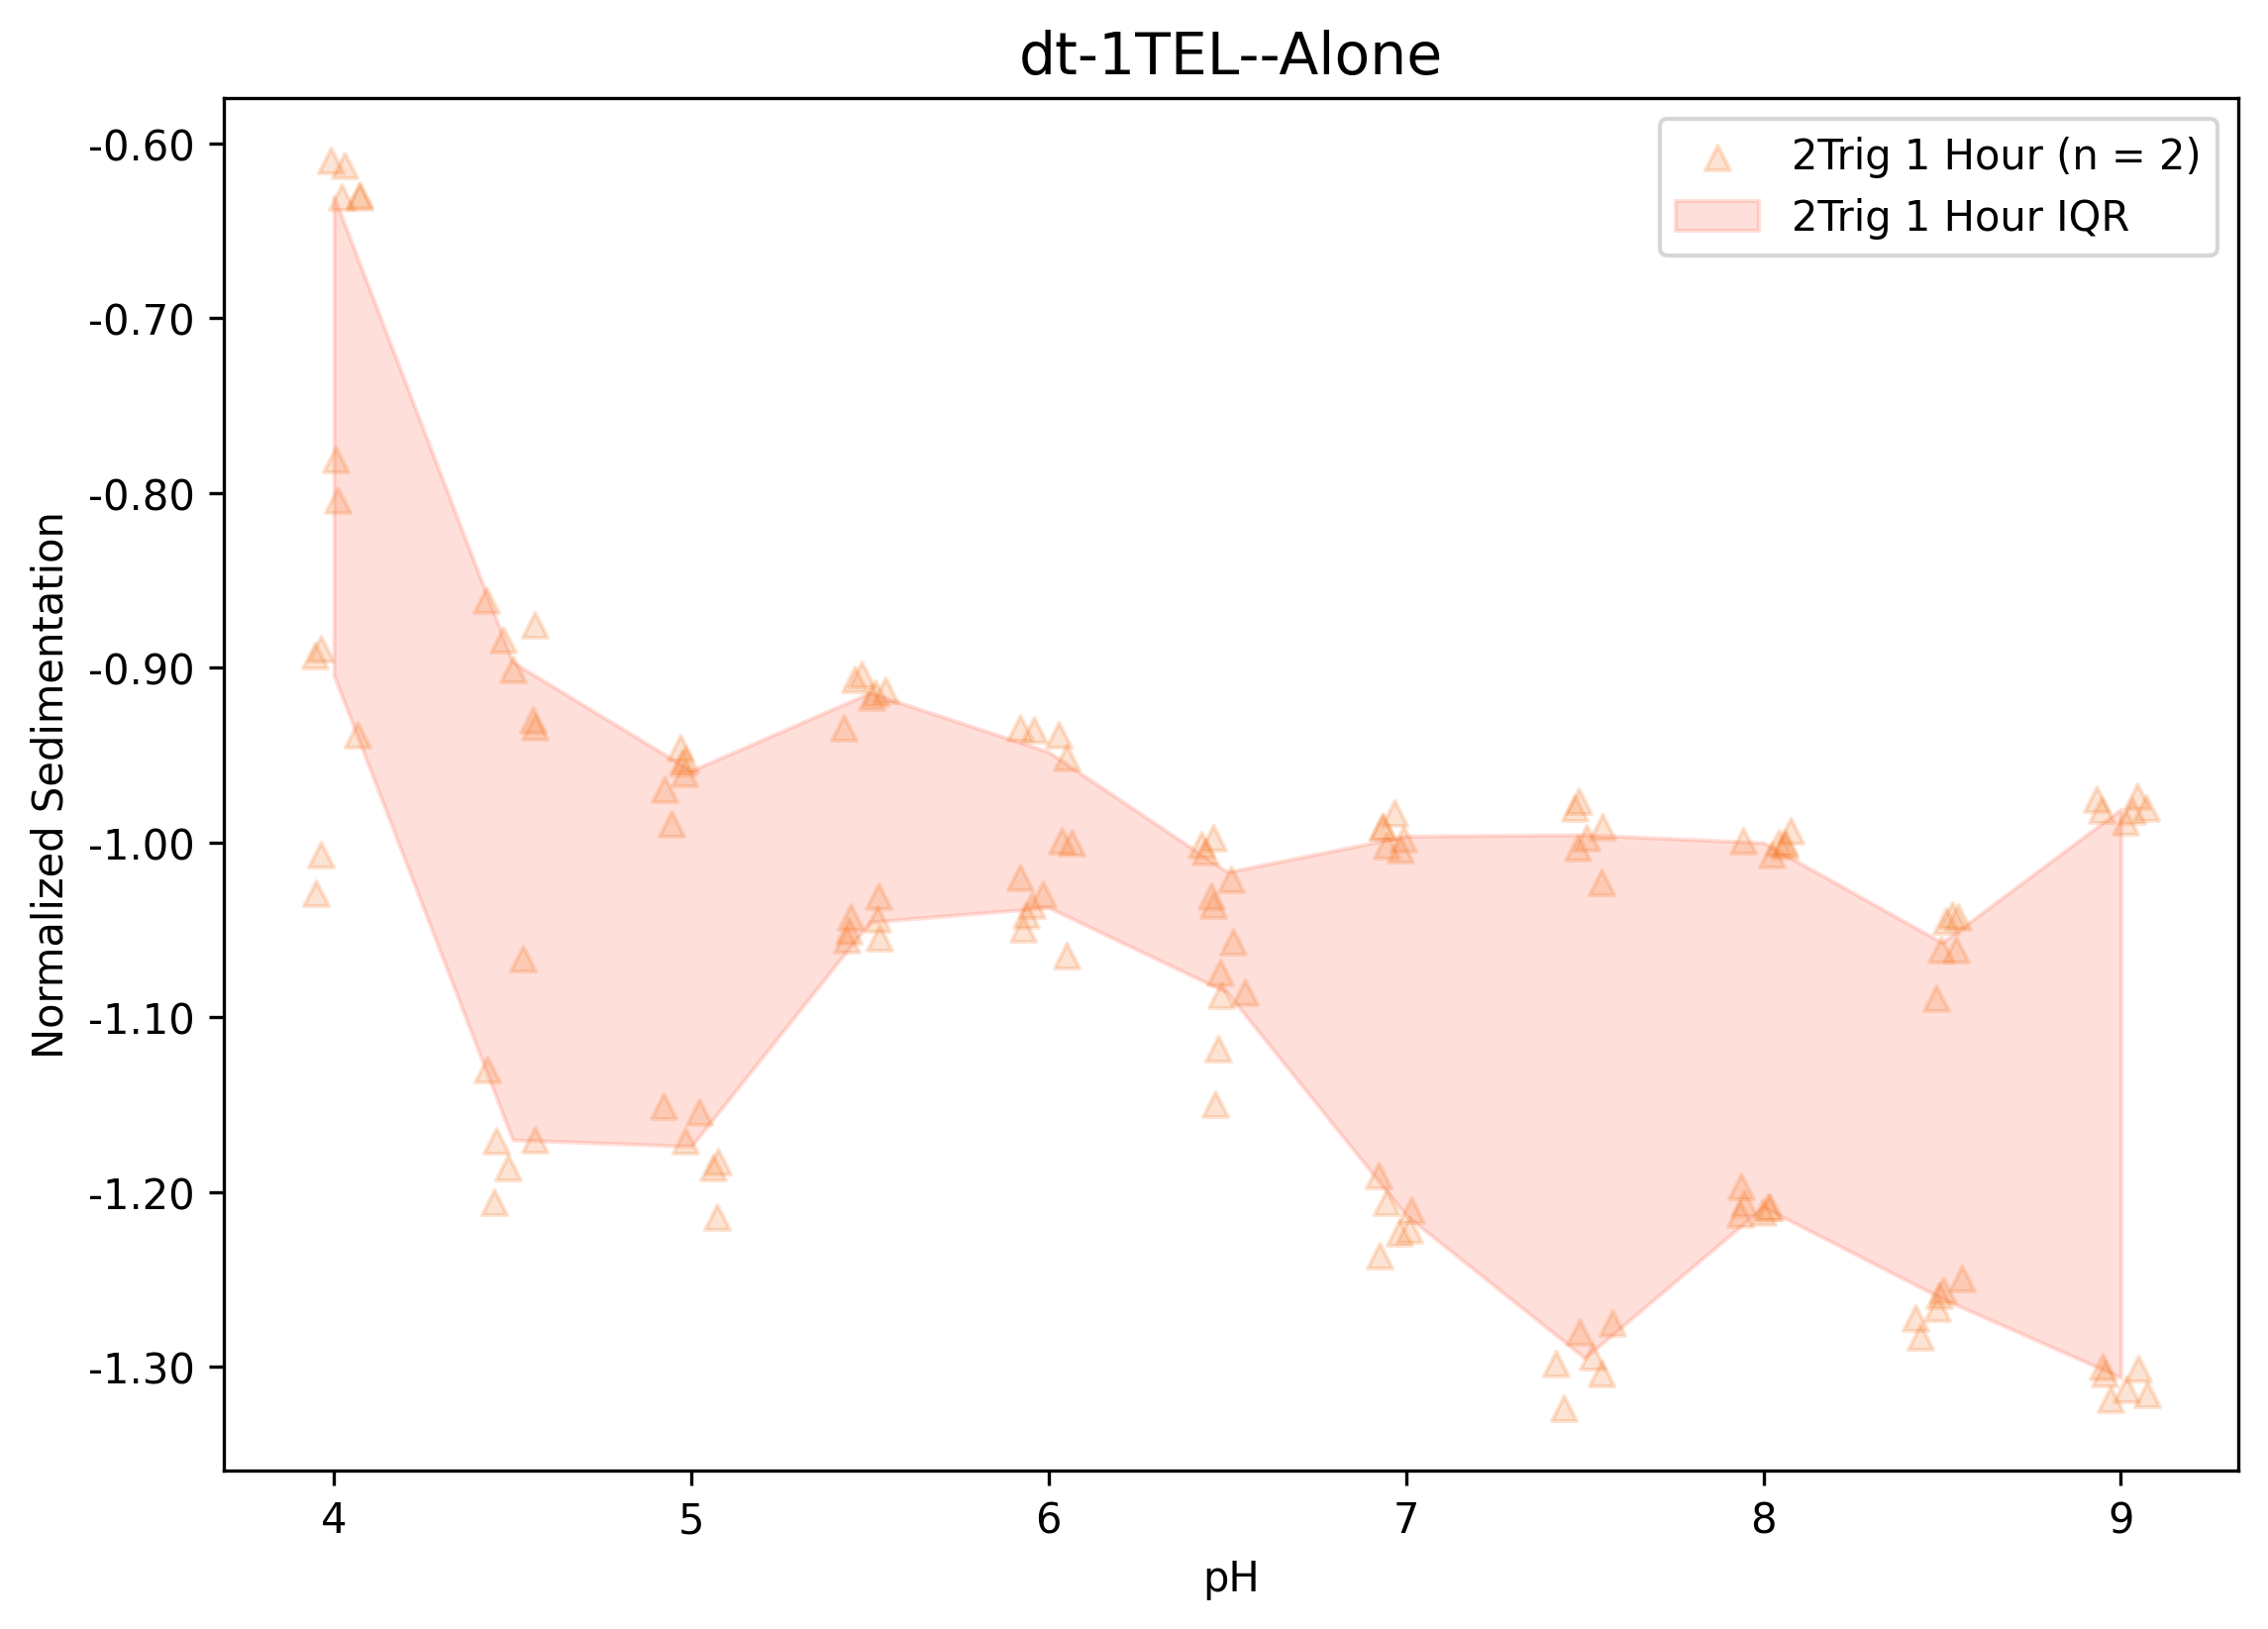 dt-1TEL--Alone
2Trig 1 Hour (n = 2)
2Trig 1 Hour IQR
Normalized Sedimentation
-0.60
-0.70
-0.80
-0.90
-1.00
-1.10
-1.20
-1.30
4 5 6 7 8 9
pH